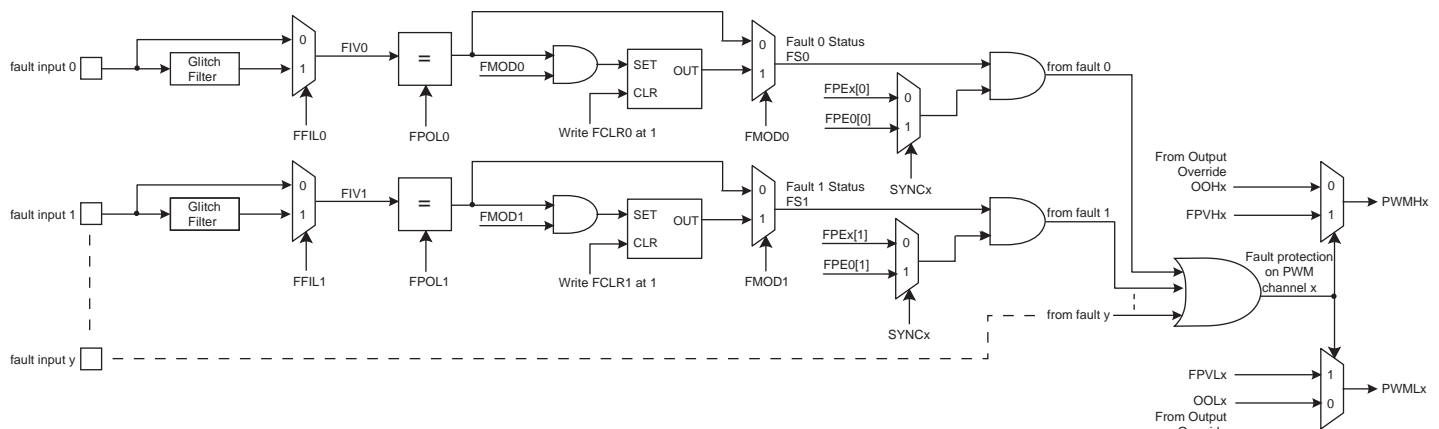 fault input 0
Glitch
Filter
0
1
FFIL0
FIV0
=
FPOL0
FMOD0
SET
OUT
CLR
Write FCLR0 at 1
0
1
FMOD0
Fault 0 Status
FS0
FPEx[0]
FPE0[0]
0
1
SYNCx
from fault 0
fault input 1
Glitch
Filter
0
1
FFIL1
FIV1
=
FPOL1
FMOD1
SET
OUT
CLR
Write FCLR1 at 1
0
1
FMOD1
Fault 1 Status
FS1
FPEx[1]
FPE0[1]
0
1
SYNCx
from fault 1
fault input y
from fault y
Fault protection
on PWM
channel x
From Output
Override
OOHx
FPVHx
0
1
PWMHx
FPVLx
OOLx
From Output
1
0
PWMLx